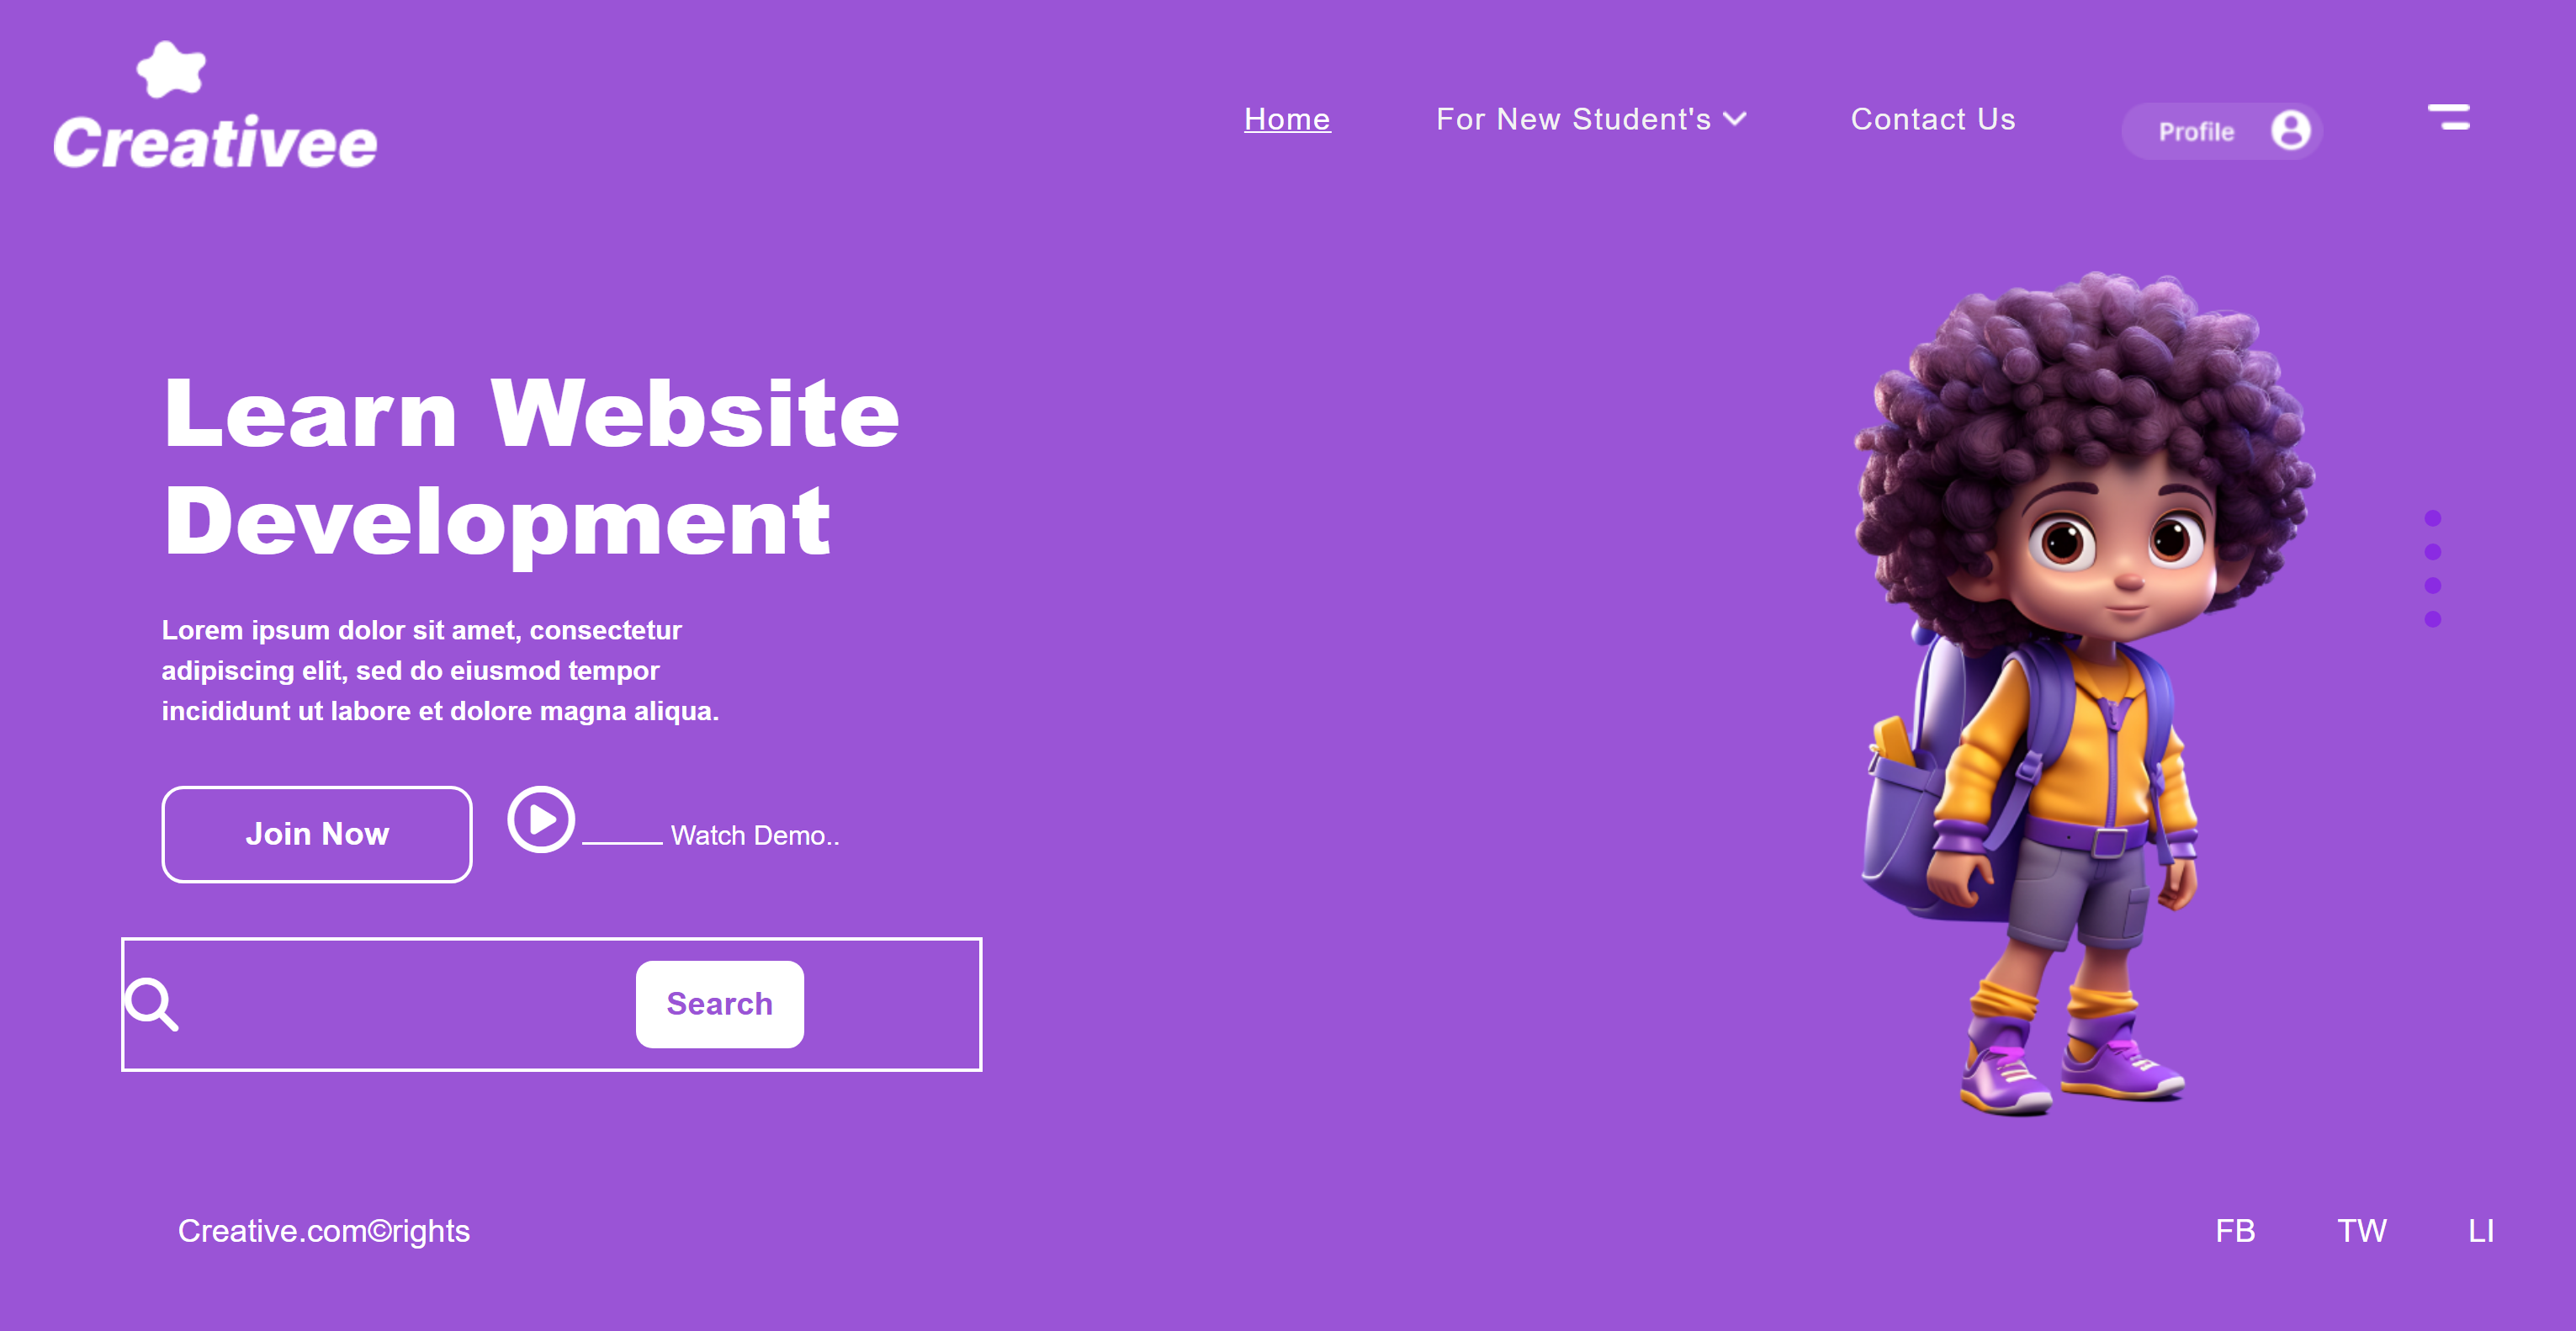 Creativee
Home
For New Student's
Contact Us
Profile
Learn Website
Development
Lorem ipsum dolor sit amet, consectetur
adipiscing elit, sed do eiusmod tempor
incididunt ut labore et dolore magna aliqua.
Join Now
Watch Demo..
Search
Creative.com©rights
FB
TW
LI